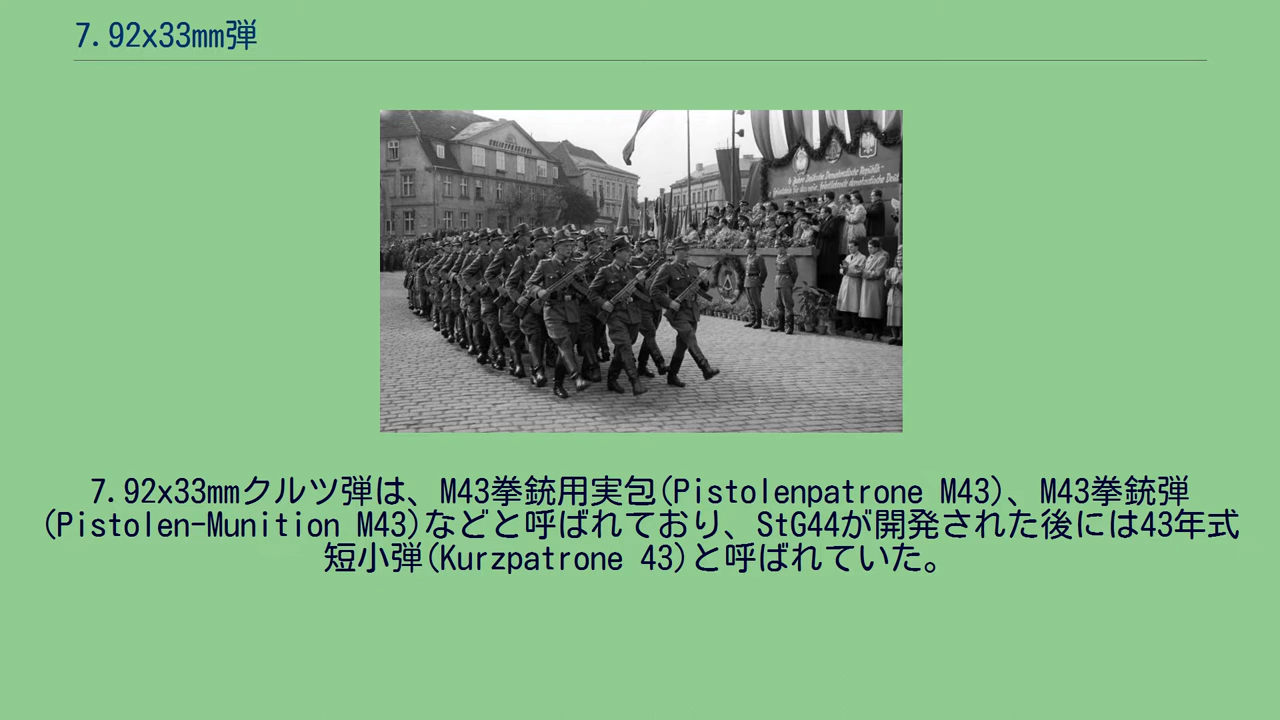 7.92x33mm弾
Jahre Deutsche Demokratische Republik
7.92x33mmクルツ弾は、M43拳銃用実包(Pistolenpatrone M43)、M43拳銃弾
(Pistolen-Munition M43)などと呼ばれており、StG44が開発された後には43年式
短小弾(Kurzpatrone 43)と呼ばれていた。